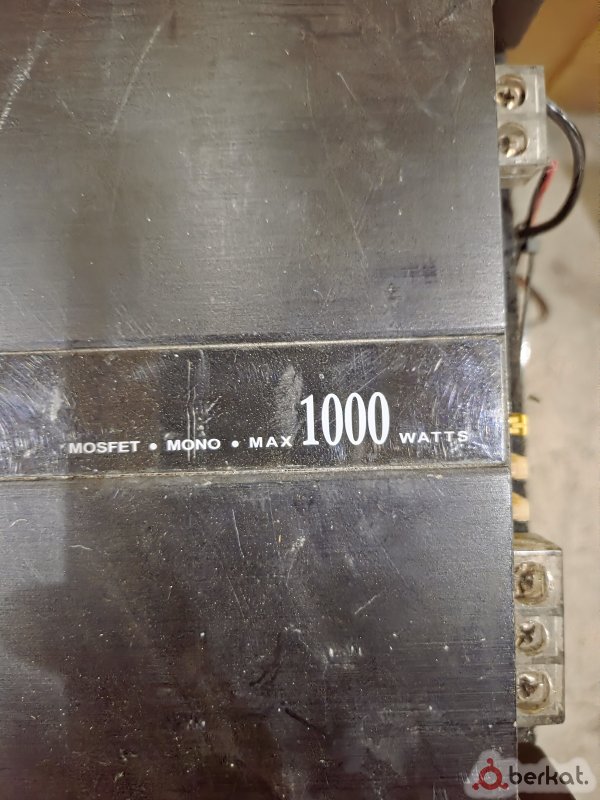 MOSFET • MONO • MAX 1000 WATTS
berkat.